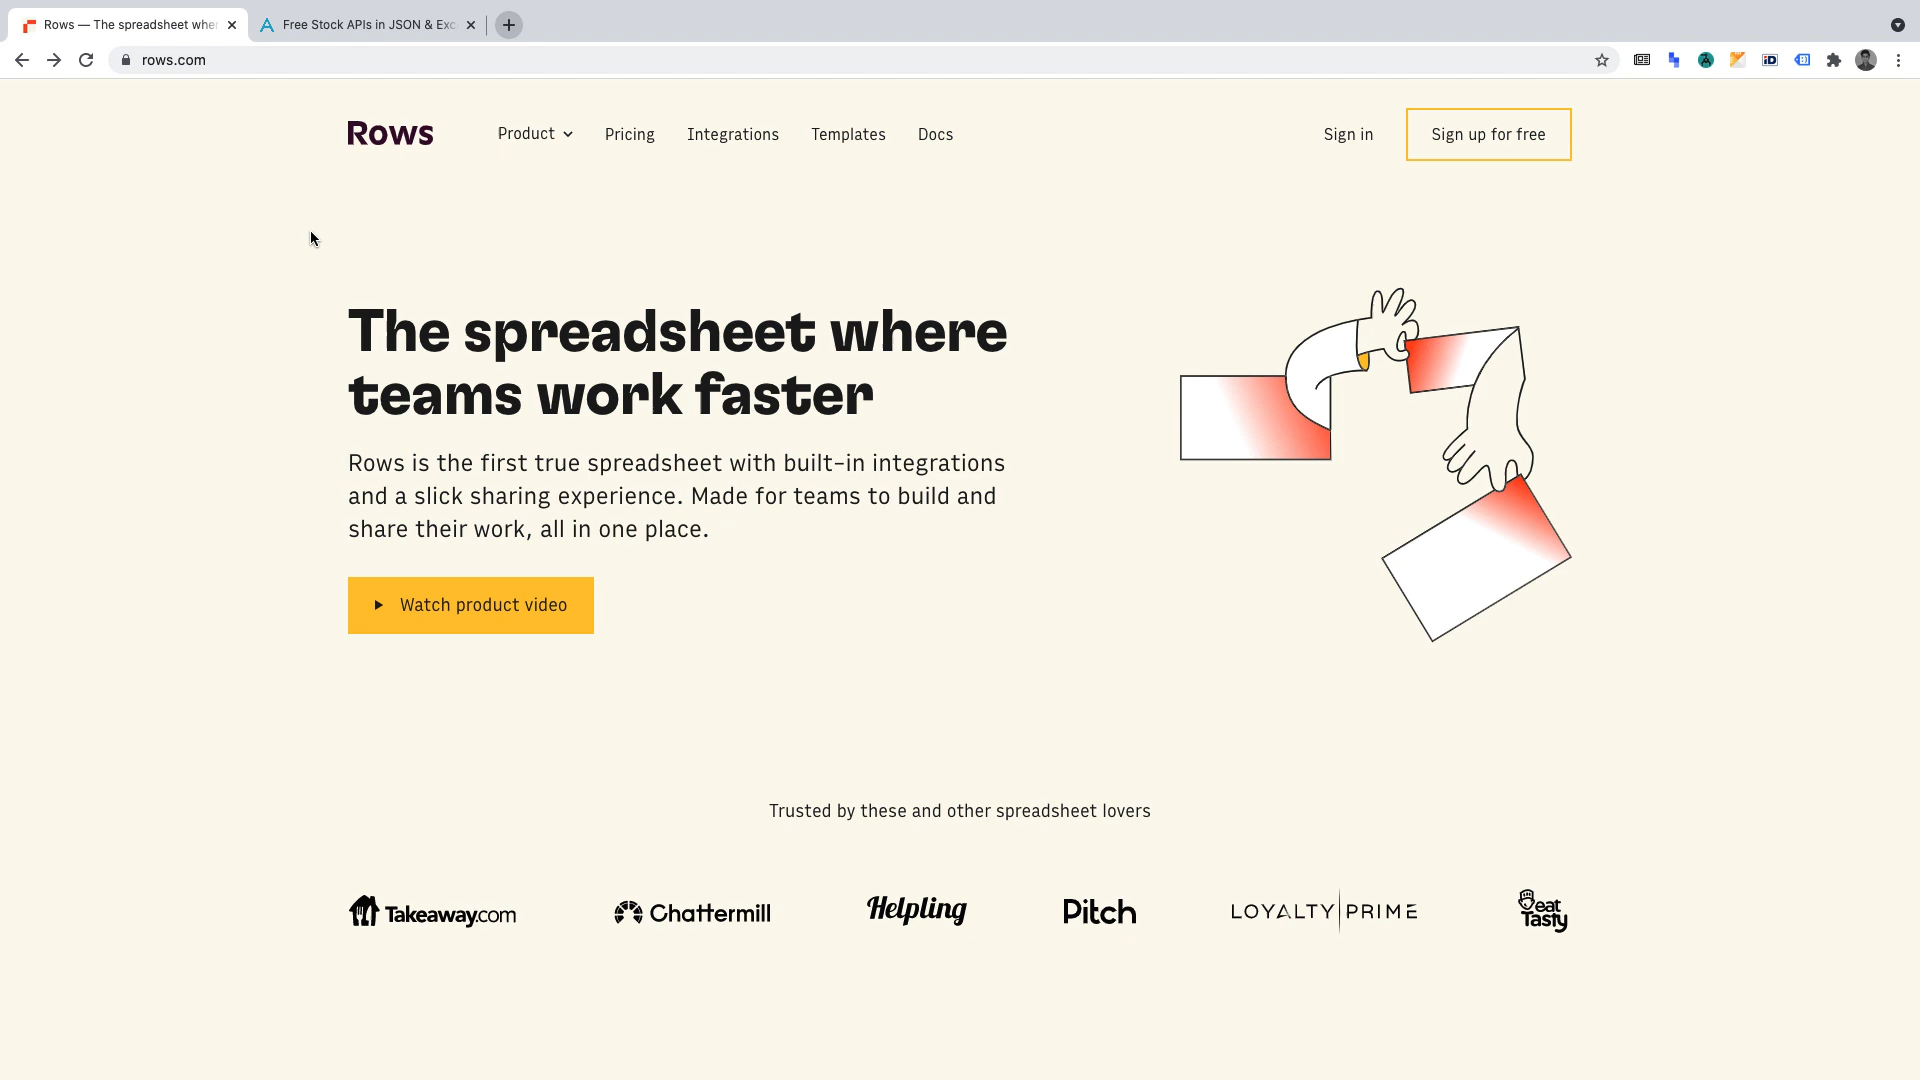 Rows — The spreadsheet wher
Free Stock APIs in JSON & Exc
rows.com
Rows
Product
Pricing
Integrations
Templates
Docs
Sign in
Sign up for free
The spreadsheet where
teams work faster
Rows is the first true spreadsheet with built-in integrations
and a slick sharing experience. Made for teams to build and
share their work, all in one place.
Watch product video
Trusted by these and other spreadsheet lovers
Takeaway.com
Chattermill
Helpling
Pitch
LOYALTY PRIME
eat
Tasty